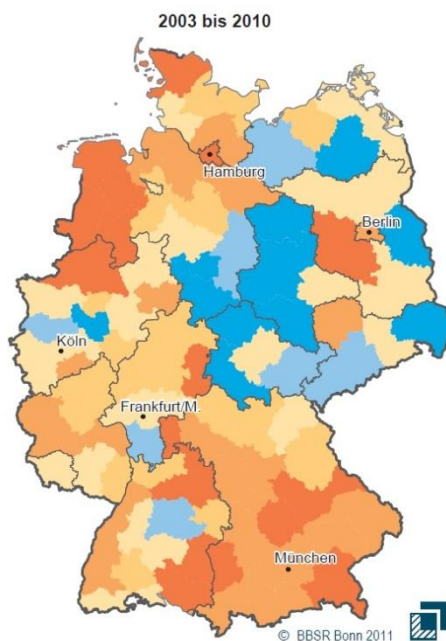 2003 bis 2010
Hamburg
Berlin
Köln
Frankfurt/M.
München
© BBSR Bonn 2011